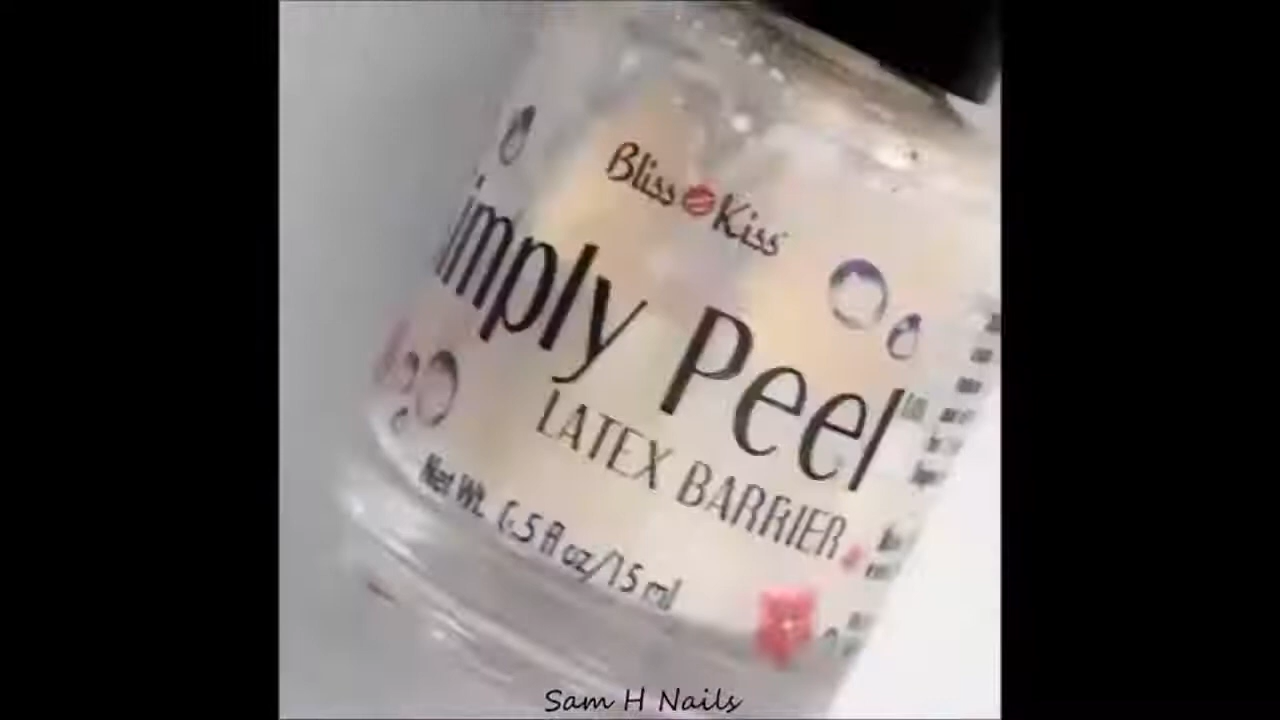 Bliss Kiss
imply Peel
LATEX BARRIER
Net Wt. 0.5 fl oz/15 ml
Sam H Nails